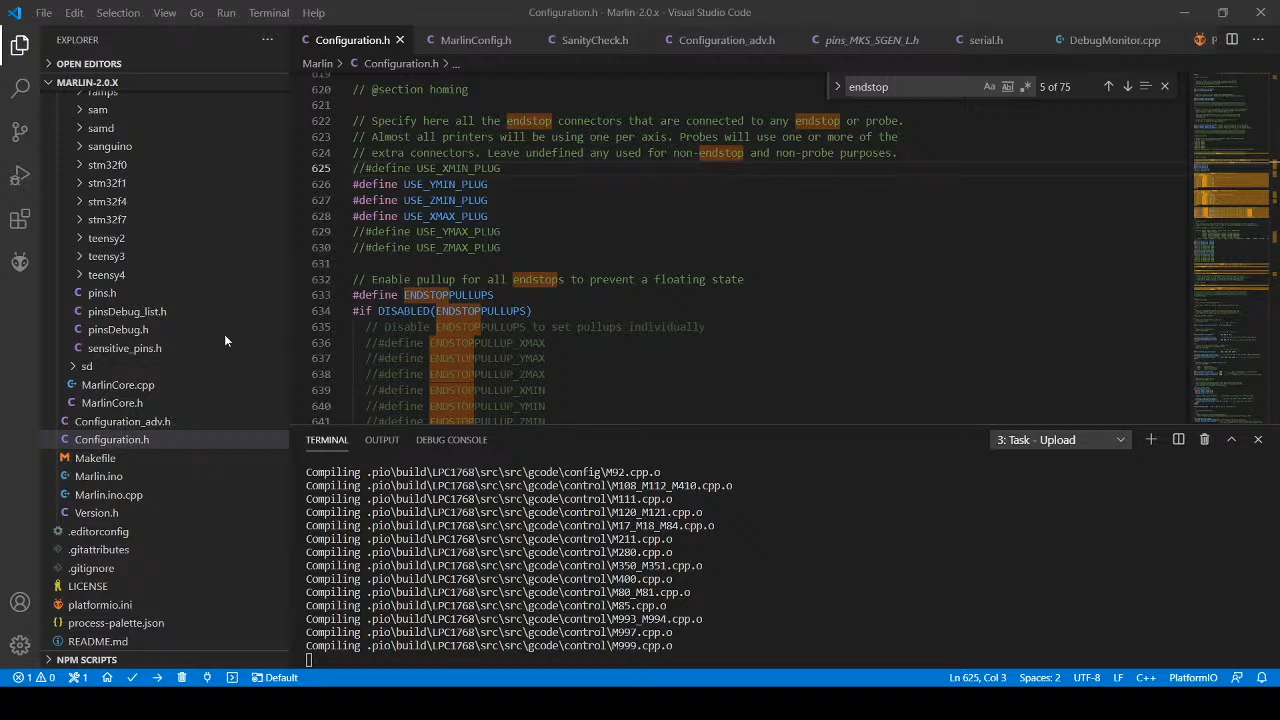 File Edit Selection View Go Run Terminal Help
Configuration.h - Marlin-2.0.x - Visual Studio Code
EXPLORER
OPEN EDITORS
MARLIN-2.0.X
sam
samd
sanguino
stm32f0
stm32f1
stm32f4
stm32f7
teensy2
teensy3
teensy4
pins.h
pinsDebug_list.h
pinsDebug.h
sensitive_pins.h
sd
MarlinCore.cpp
MarlinCore.h
Configuration_adv.h
Configuration.h
Makefile
Marlin.ino
Marlin.ino.cpp
Version.h
.editorconfig
.gitattributes
.gitignore
LICENSE
platformio.ini
process-palette.json
README.md
NPM SCRIPTS
Configuration.h MarlinConfig.h SanityCheck.h Configuration_adv.h pins_MKS_SGEN_L.h serial.h DebugMonitor.cpp
Marlin > Configuration.h > ...
endstop Aa 5 of 75
619
620 // @section homing
621
622 // Specify here all the endstop connectors that are connected to any endstop or probe.
623 // Almost all printers will be using one per axis. Probes will use one or more of the
624 // extra connectors. Leave undefined any used for non-endstop and non-probe purposes.
625 //#define USE_XMIN_PLUG
626 #define USE_YMIN_PLUG
627 #define USE_ZMIN_PLUG
628 #define USE_XMAX_PLUG
629 //#define USE_YMAX_PLUG
630 //#define USE_ZMAX_PLUG
631
632 // Enable pullup for all endstops to prevent a floating state
633 #define ENDSTOPPULLUPS
634 #if DISABLED(ENDSTOPPULLUPS)
635 // Disable ENDSTOPPULLUPS to set pullups individually
636 //#define ENDSTOPPULLUP_XMAX
637 //#define ENDSTOPPULLUP_YMAX
638 //#define ENDSTOPPULLUP_ZMAX
639 //#define ENDSTOPPULLUP_XMIN
640 //#define ENDSTOPPULLUP_YMIN
641 //#define ENDSTOPPULLUP_ZMIN
TERMINAL OUTPUT DEBUG CONSOLE
3: Task - Upload
Compiling .pio\build\LPC1768\src\src\gcode\config\M92.cpp.o
Compiling .pio\build\LPC1768\src\src\gcode\control\M108_M112_M410.cpp.o
Compiling .pio\build\LPC1768\src\src\gcode\control\M111.cpp.o
Compiling .pio\build\LPC1768\src\src\gcode\control\M120_M121.cpp.o
Compiling .pio\build\LPC1768\src\src\gcode\control\M17_M18_M84.cpp.o
Compiling .pio\build\LPC1768\src\src\gcode\control\M211.cpp.o
Compiling .pio\build\LPC1768\src\src\gcode\control\M280.cpp.o
Compiling .pio\build\LPC1768\src\src\gcode\control\M350_M351.cpp.o
Compiling .pio\build\LPC1768\src\src\gcode\control\M400.cpp.o
Compiling .pio\build\LPC1768\src\src\gcode\control\M80_M81.cpp.o
Compiling .pio\build\LPC1768\src\src\gcode\control\M85.cpp.o
Compiling .pio\build\LPC1768\src\src\gcode\control\M993_M994.cpp.o
Compiling .pio\build\LPC1768\src\src\gcode\control\M997.cpp.o
Compiling .pio\build\LPC1768\src\src\gcode\control\M999.cpp.o
1 0 1 Default Ln 625, Col 3 Spaces: 2 UTF-8 LF C++ PlatformIO